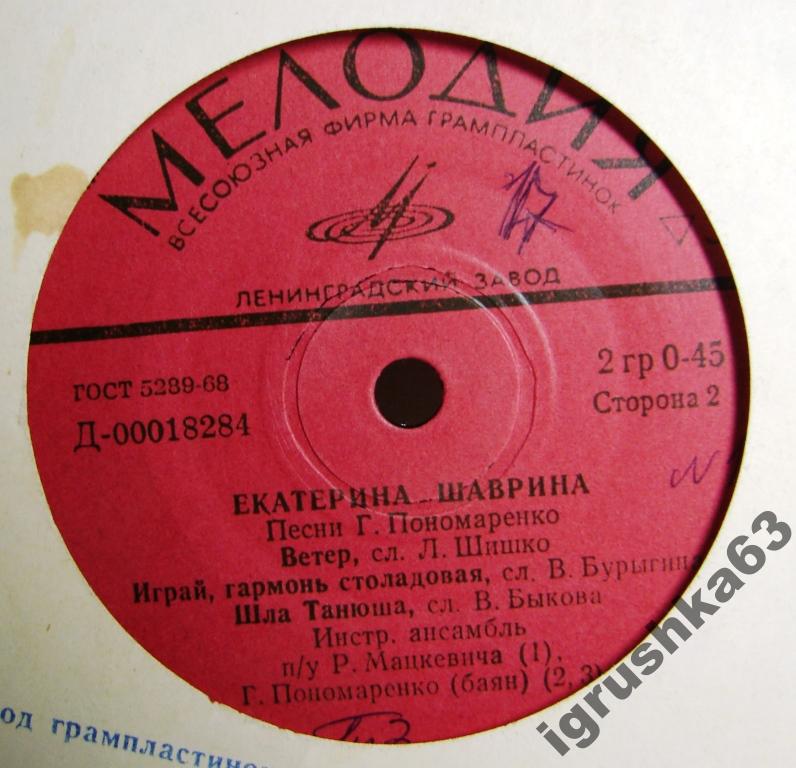 МЕЛОДИЯ
ВСЕСОЮЗНАЯ ФИРМА ГРАМПЛАСТИНОК
17
ЛЕНИНГРАДСКИЙ ЗАВОД
ГОСТ 5289-68
2 гр 0-45
Д-00018284
Сторона 2
ЕКАТЕРИНА ШАВРИНА
Песни Г. Пономаренко
Ветер, сл. Л. Шишко
Играй, гармонь столадовая, сл. В. Бурыгина
Шла Танюша, сл. В. Быкова
Инстр. ансамбль
п/у Р. Мацкевича (1),
Г. Пономаренко (баян) (2, 3)
од грампластинок
igrushka63